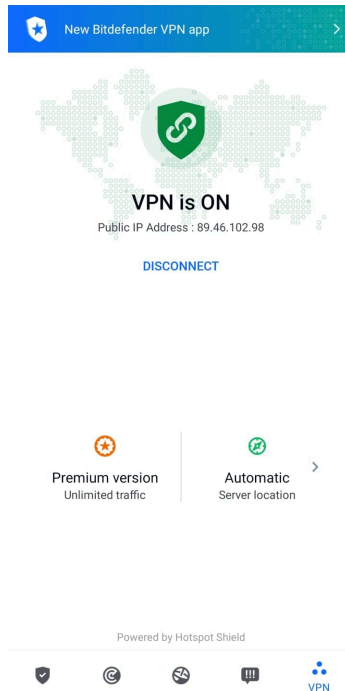 New Bitdefender VPN app
VPN is ON
Public IP Address : 89.46.102.98
DISCONNECT
Premium version
Unlimited traffic
Automatic
Server location
Powered by Hotspot Shield
VPN